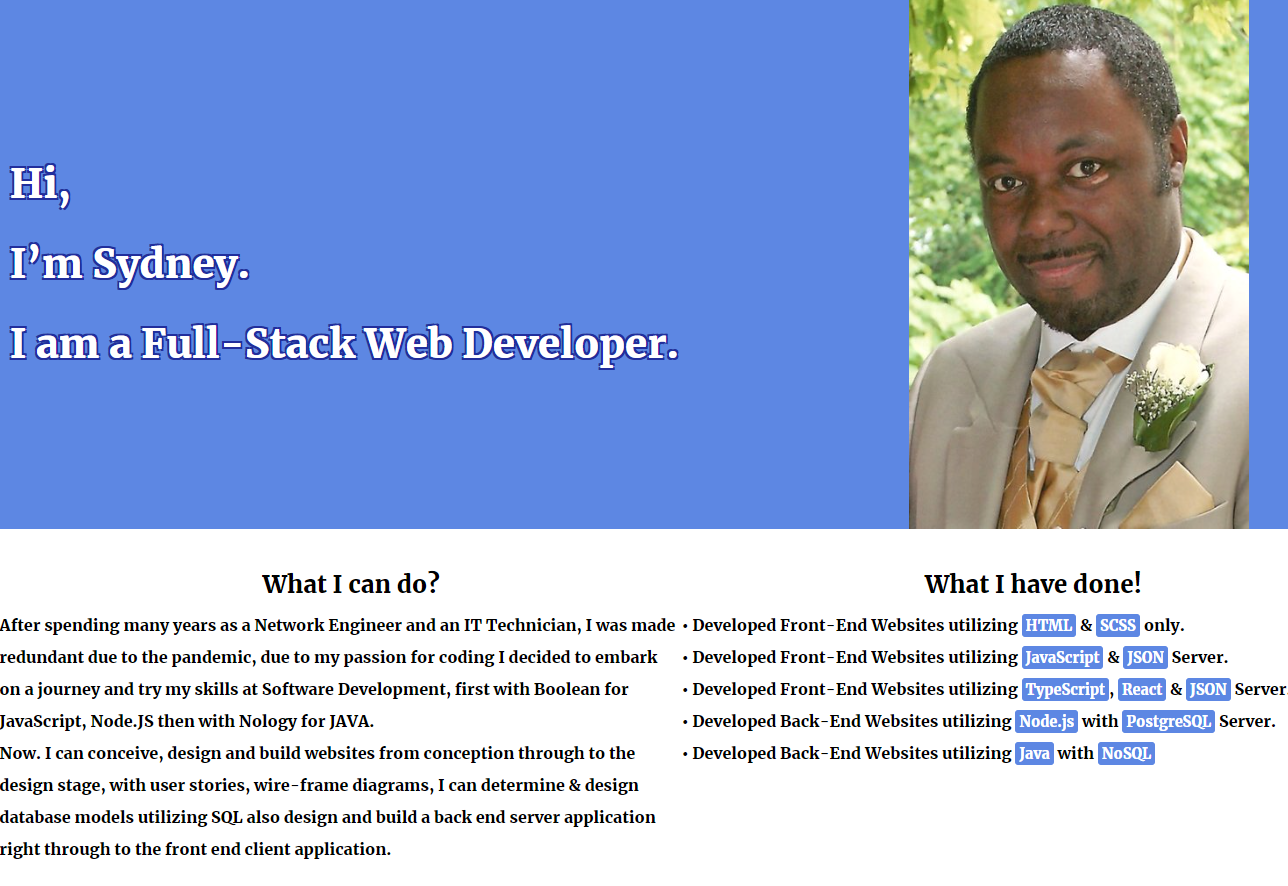 Hi,
I’m Sydney.
I am a Full-Stack Web Developer.
What I can do?
After spending many years as a Network Engineer and an IT Technician, I was made
redundant due to the pandemic, due to my passion for coding I decided to embark
on a journey and try my skills at Software Development, first with Boolean for
JavaScript, Node.JS then with Nology for JAVA.
Now. I can conceive, design and build websites from conception through to the
design stage, with user stories, wire-frame diagrams, I can determine & design
database models utilizing SQL also design and build a back end server application
right through to the front end client application.
What I have done!
• Developed Front-End Websites utilizing HTML & SCSS only.
• Developed Front-End Websites utilizing JavaScript & JSON Server.
• Developed Front-End Websites utilizing TypeScript, React & JSON Server
• Developed Back-End Websites utilizing Node.js with PostgreSQL Server.
• Developed Back-End Websites utilizing Java with NoSQL